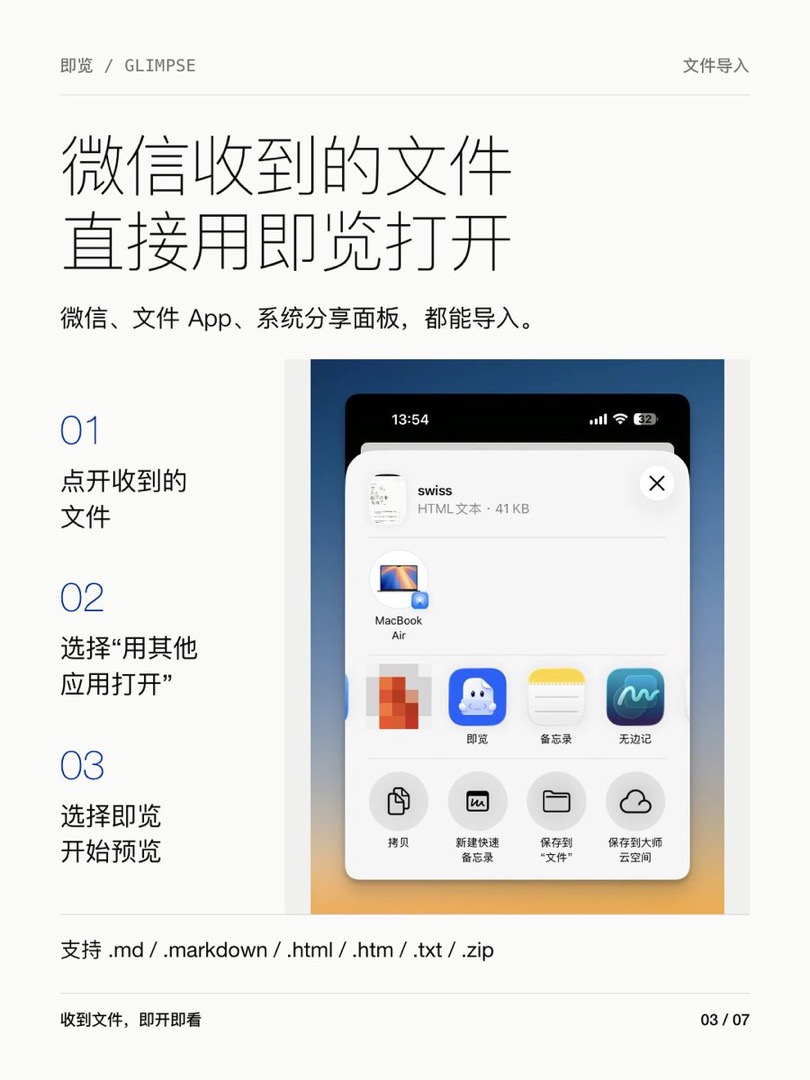 即览 / GLIMPSE
文件导入
微信收到的文件
直接用即览打开
微信、文件 App、系统分享面板，都能导入。
01
点开收到的
文件
02
选择“用其他
应用打开”
03
选择即览
开始预览
13:54
32
swiss
HTML 文本 · 41 KB
MacBook
Air
即览
备忘录
无边记
拷贝
新建快速
备忘录
保存到
“文件”
保存到大师
云空间
支持 .md / .markdown / .html / .htm / .txt / .zip
收到文件，即开即看
03 / 07